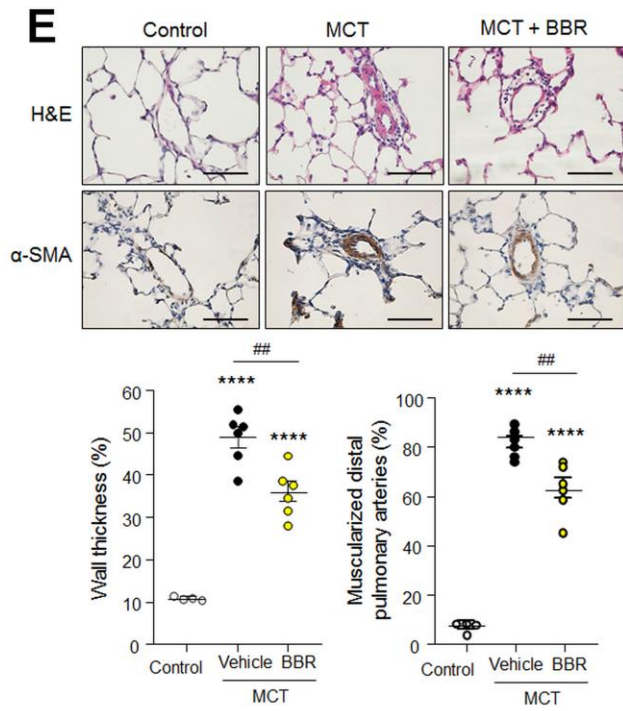 E
Control MCT MCT + BBR
H&E
α-SMA
##
****
****
60
50
40
30
20
10
0
Wall thickness (%)
Control Vehicle BBR
MCT
##
****
****
100
80
60
40
20
0
Muscularized distal
pulmonary arteries (%)
Control Vehicle BBR
MCT